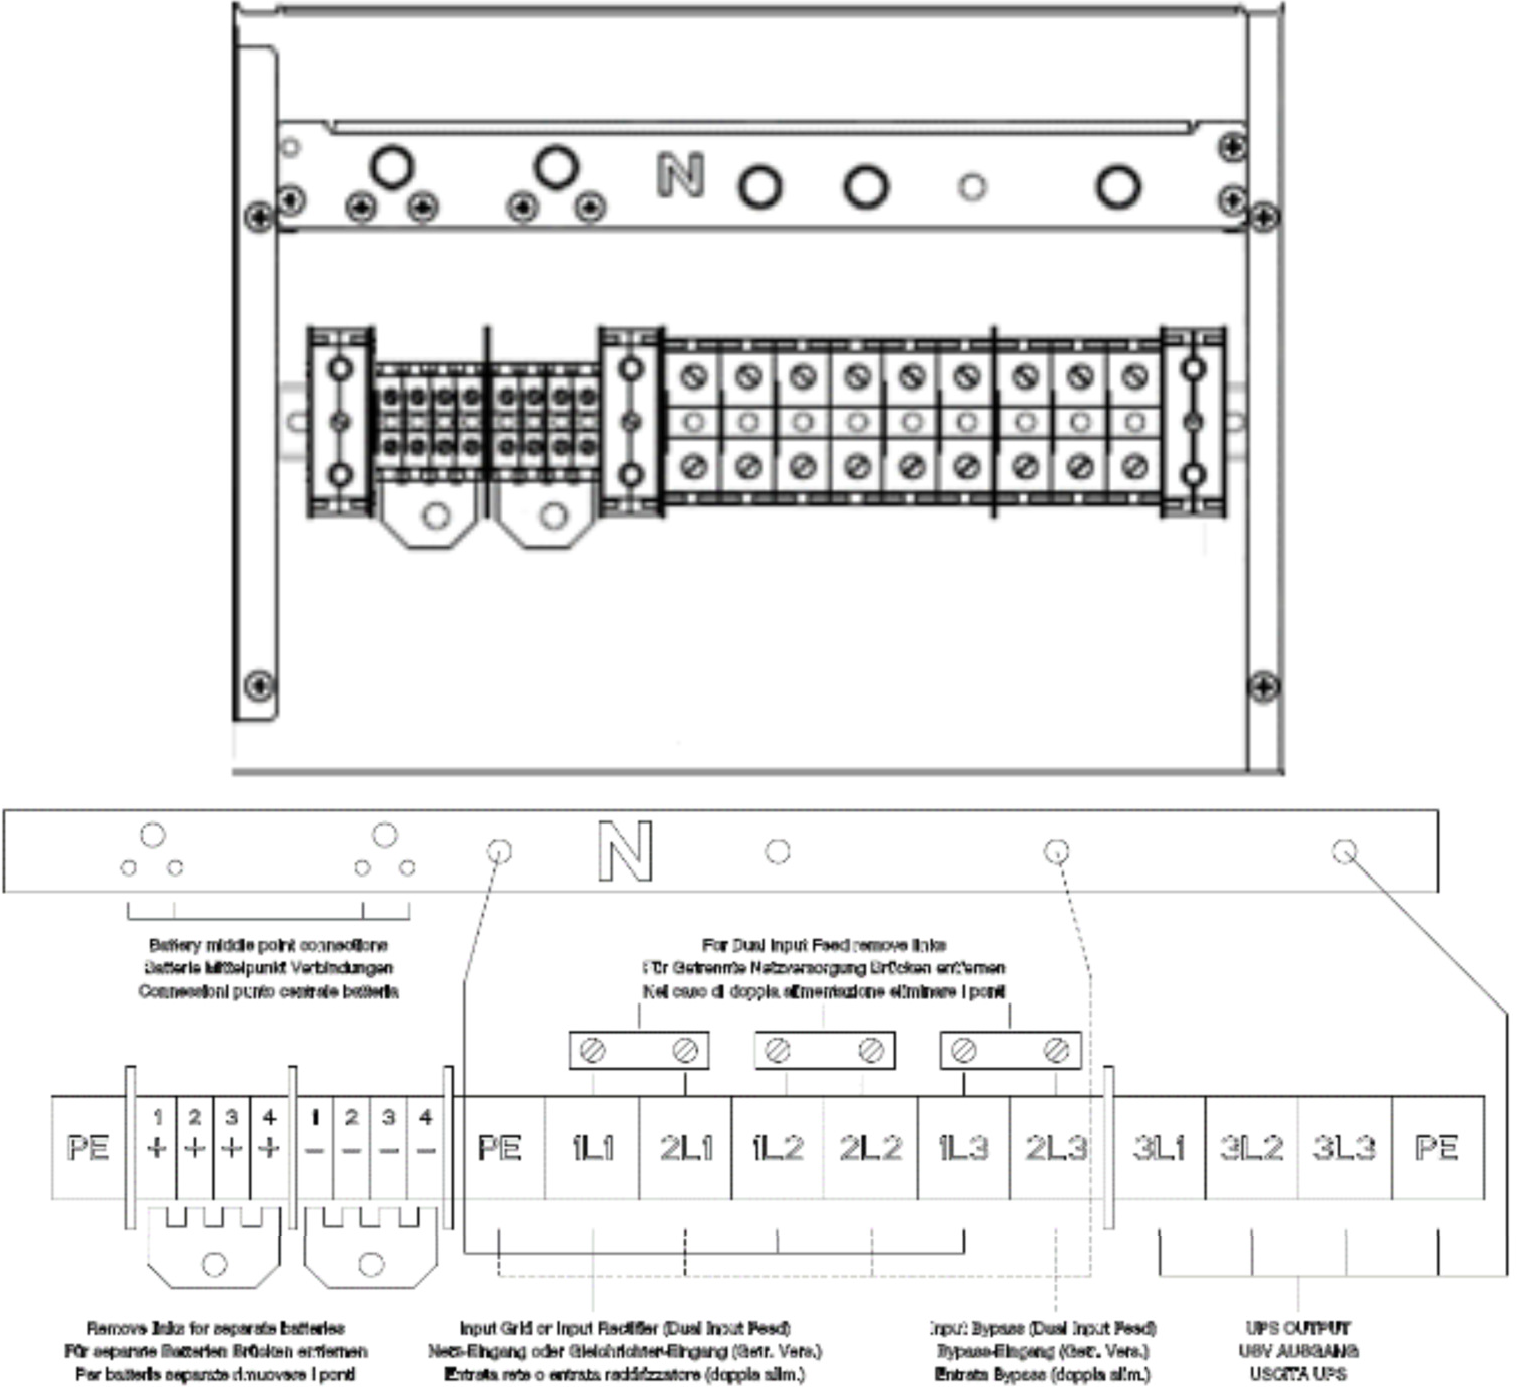 N
N
Battery middle point connections
Batterie Mittelpunkt Verbindungen
Connessioni punto centrale batteria
For Dual Input Feed remove links
Für Getrennte Netzversorgung Brücken entfernen
Nel caso di doppia alimentazione eliminare i ponti
PE 1 + 2 + 3 + 4 + 1 - 2 - 3 - 4 - PE 1L1 2L1 1L2 2L2 1L3 2L3 3L1 3L2 3L3 PE
Remove links for separate batteries
Für separate Batterien Brücken entfernen
Per batterie separate rimuovere i ponti
Input Grid or Input Rectifier (Dual Input Feed)
Netz-Eingang oder Gleichrichter-Eingang (Getr. Vers.)
Entrata rete o entrata raddrizzatore (doppia alim.)
Input Bypass (Dual Input Feed)
Bypass-Eingang (Getr. Vers.)
Entrata Bypass (doppia alim.)
UPS OUTPUT
USV AUSGANG
USCITA UPS